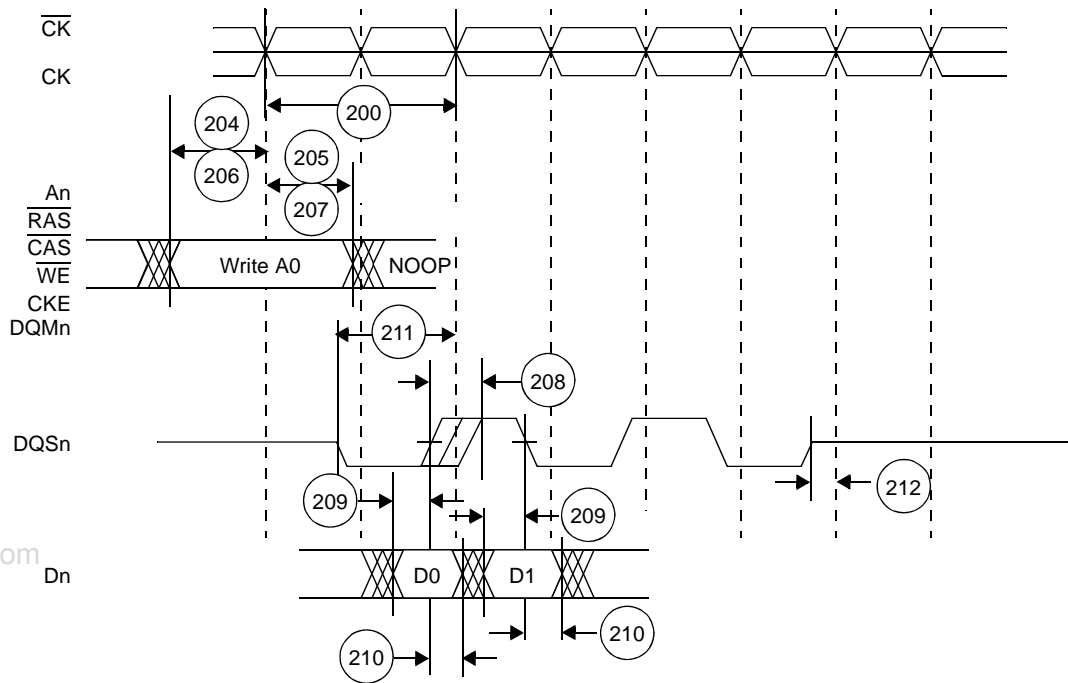 CK
CK
200
204
206
205
207
An
RAS
CAS
WE
CKE
DQMn
Write A0
NOOP
211
208
DQSn
209
209
212
om
Dn
D0
D1
210
210